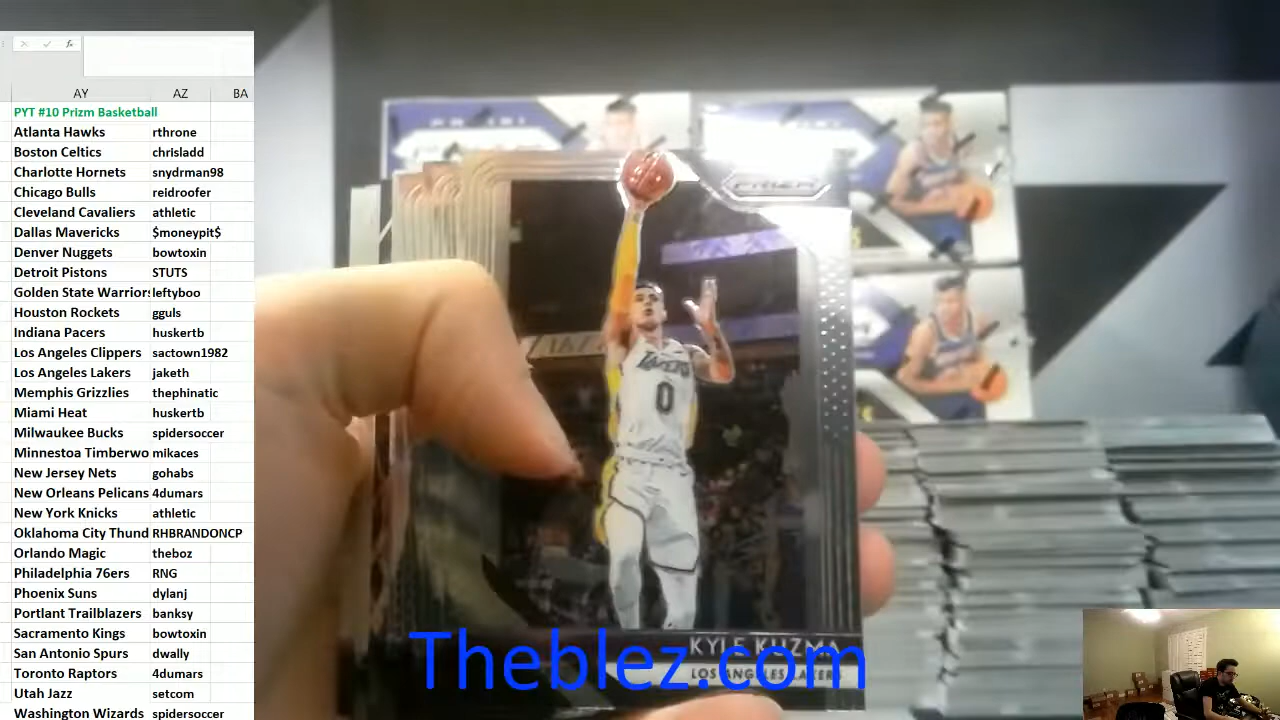 AY AZ BA
PYT #10 Prizm Basketball
Atlanta Hawks rthrone
Boston Celtics chrisladd
Charlotte Hornets snydrman98
Chicago Bulls reidroofer
Cleveland Cavaliers athletic
Dallas Mavericks $moneypit$
Denver Nuggets bowtoxin
Detroit Pistons STUTS
Golden State Warriors leftyboo
Houston Rockets gguls
Indiana Pacers huskertb
Los Angeles Clippers sactown1982
Los Angeles Lakers jaketh
Memphis Grizzlies thephinatic
Miami Heat huskertb
Milwaukee Bucks spidersoccer
Minnestoa Timberwo mikaces
New Jersey Nets gohabs
New Orleans Pelicans 4dumars
New York Knicks athletic
Oklahoma City Thund RHBRANDONCP
Orlando Magic theboz
Philadelphia 76ers RNG
Phoenix Suns dylanj
Portlant Trailblazers banksy
Sacramento Kings bowtoxin
San Antonio Spurs dwally
Toronto Raptors 4dumars
Utah Jazz setcom
Washington Wizards spidersoccer
PRIZM
LAKERS
0
KYLE KUZMA
LOS ANGELES LAKERS
Theblez.com